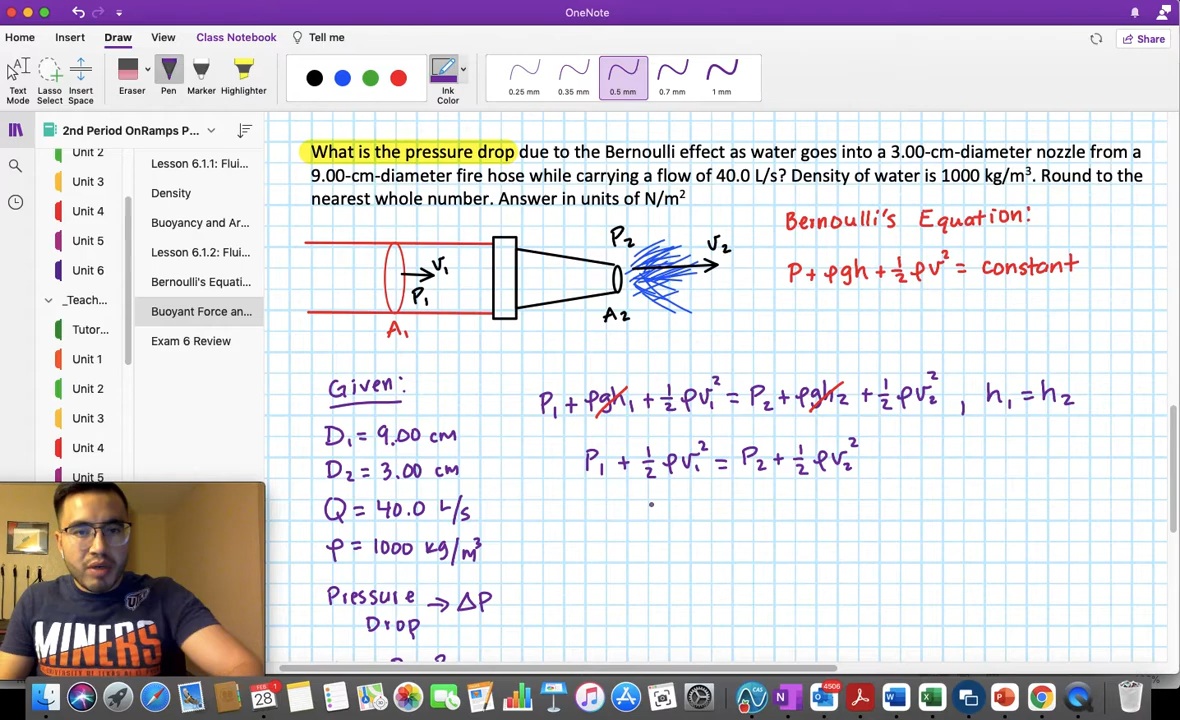 OneNote
Home Insert Draw View Class Notebook Tell me
Share
Text Mode
Lasso Select
Insert Space
Eraser
Pen
Marker
Highlighter
Ink Color
0.25 mm
0.35 mm
0.5 mm
0.7 mm
1 mm
2nd Period OnRamps P...
Unit 2
Unit 3
Unit 4
Unit 5
Unit 6
_Teach...
Tutor...
Unit 1
Unit 2
Unit 3
Unit 4
Unit 5
Lesson 6.1.1: Flui...
Density
Buoyancy and Ar...
Lesson 6.1.2: Flui...
Bernoulli's Equati...
Buoyant Force an...
Exam 6 Review
What is the pressure drop due to the Bernoulli effect as water goes into a 3.00-cm-diameter nozzle from a
9.00-cm-diameter fire hose while carrying a flow of 40.0 L/s? Density of water is 1000 kg/m³. Round to the
nearest whole number. Answer in units of N/m²
Bernoulli's Equation:
P + ρgh + ½ρv² = constant
v₁
P₁
A₁
P₂
v₂
A₂
Given:
D₁ = 9.00 cm
D₂ = 3.00 cm
Q = 40.0 L/s
ρ = 1000 kg/m³
Pressure Drop → ΔP
P₁ + ρgh₁ + ½ρv₁² = P₂ + ρgh₂ + ½ρv₂² , h₁ = h₂
P₁ + ½ρv₁² = P₂ + ½ρv₂²
MINERS
FEB
28
4506